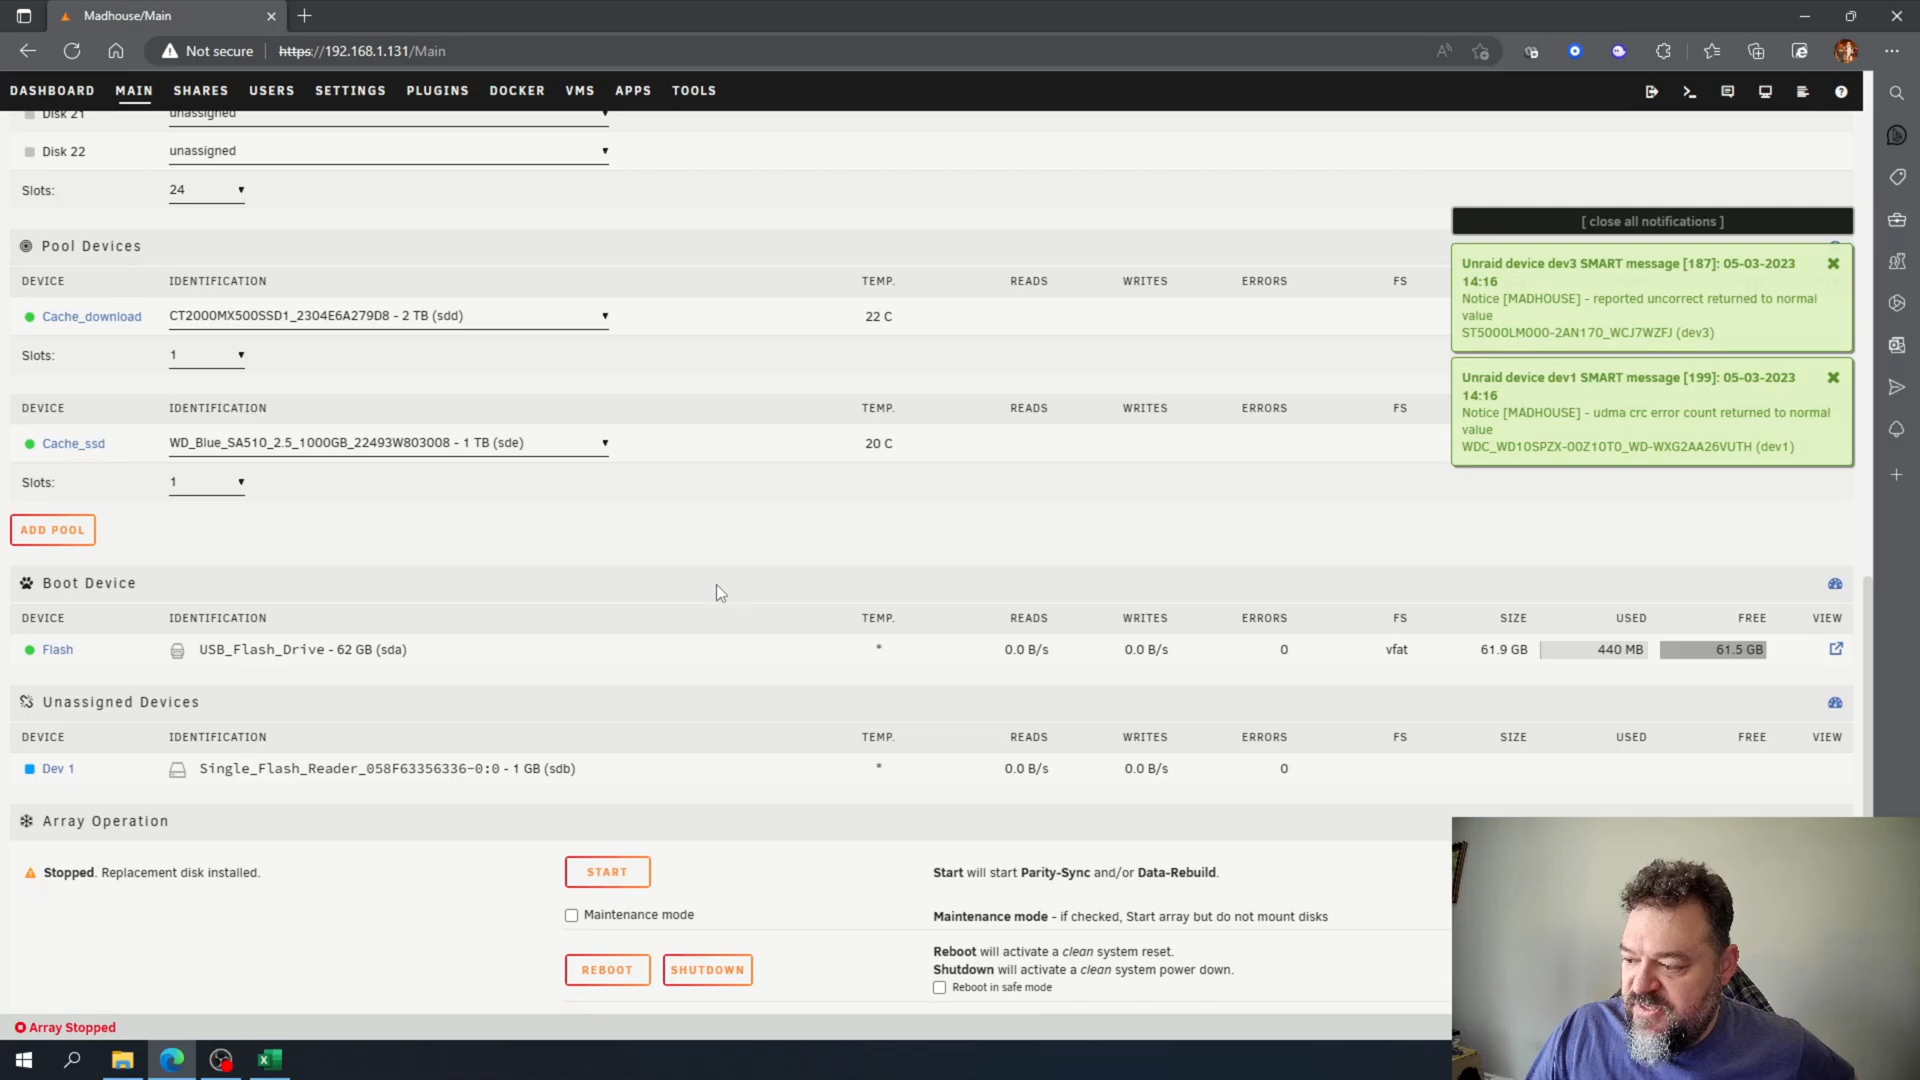 Madhouse/Main
Not secure
https://192.168.1.131/Main
DASHBOARD MAIN SHARES USERS SETTINGS PLUGINS DOCKER VMS APPS TOOLS
Disk 21 unassigned
Disk 22 unassigned
Slots: 24
[ close all notifications ]
Unraid device dev3 SMART message [187]: 05-03-2023
14:16
Notice [MADHOUSE] - reported uncorrect returned to normal
value
ST5000LM000-2AN170_WCJ7WZFJ (dev3)
Unraid device dev1 SMART message [199]: 05-03-2023
14:16
Notice [MADHOUSE] - udma crc error count returned to normal
value
WDC_WD10SPZX-00Z10T0_WD-WXG2AA26VUTH (dev1)
Pool Devices
DEVICE IDENTIFICATION TEMP. READS WRITES ERRORS FS
Cache_download CT2000MX500SSD1_2304E6A279D8 - 2 TB (sdd) 22 C
Slots: 1
DEVICE IDENTIFICATION TEMP. READS WRITES ERRORS FS
Cache_ssd WD_Blue_SA510_2.5_1000GB_22493W803008 - 1 TB (sde) 20 C
Slots: 1
ADD POOL
Boot Device
DEVICE IDENTIFICATION TEMP. READS WRITES ERRORS FS SIZE USED FREE VIEW
Flash USB_Flash_Drive - 62 GB (sda) * 0.0 B/s 0.0 B/s 0 vfat 61.9 GB 440 MB 61.5 GB
Unassigned Devices
DEVICE IDENTIFICATION TEMP. READS WRITES ERRORS FS SIZE USED FREE VIEW
Dev 1 Single_Flash_Reader_058F63356336-0:0 - 1 GB (sdb) * 0.0 B/s 0.0 B/s 0
Array Operation
Stopped. Replacement disk installed.
START
Start will start Parity-Sync and/or Data-Rebuild.
Maintenance mode
Maintenance mode - if checked, Start array but do not mount disks
REBOOT SHUTDOWN
Reboot will activate a clean system reset.
Shutdown will activate a clean system power down.
Reboot in safe mode
Array Stopped